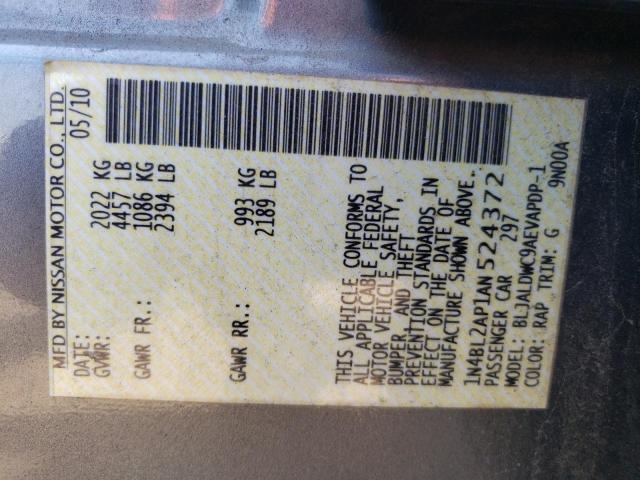 MFD BY NISSAN MOTOR CO., LTD.
DATE: 05/10
GVWR: 2022 KG
4457 LB
GAWR FR.: 1086 KG
2394 LB
GAWR RR.: 993 KG
2189 LB
THIS VEHICLE CONFORMS TO
ALL APPLICABLE FEDERAL
MOTOR VEHICLE SAFETY,
BUMPER, AND THEFT
PREVENTION STANDARDS IN
EFFECT ON THE DATE OF
MANUFACTURE SHOWN ABOVE.
1N4BL2AP1AN524372
PASSENGER CAR 297
MODEL: BLJALDWC9AEVAPDP-1
COLOR: RAP TRIM: G 9N00A